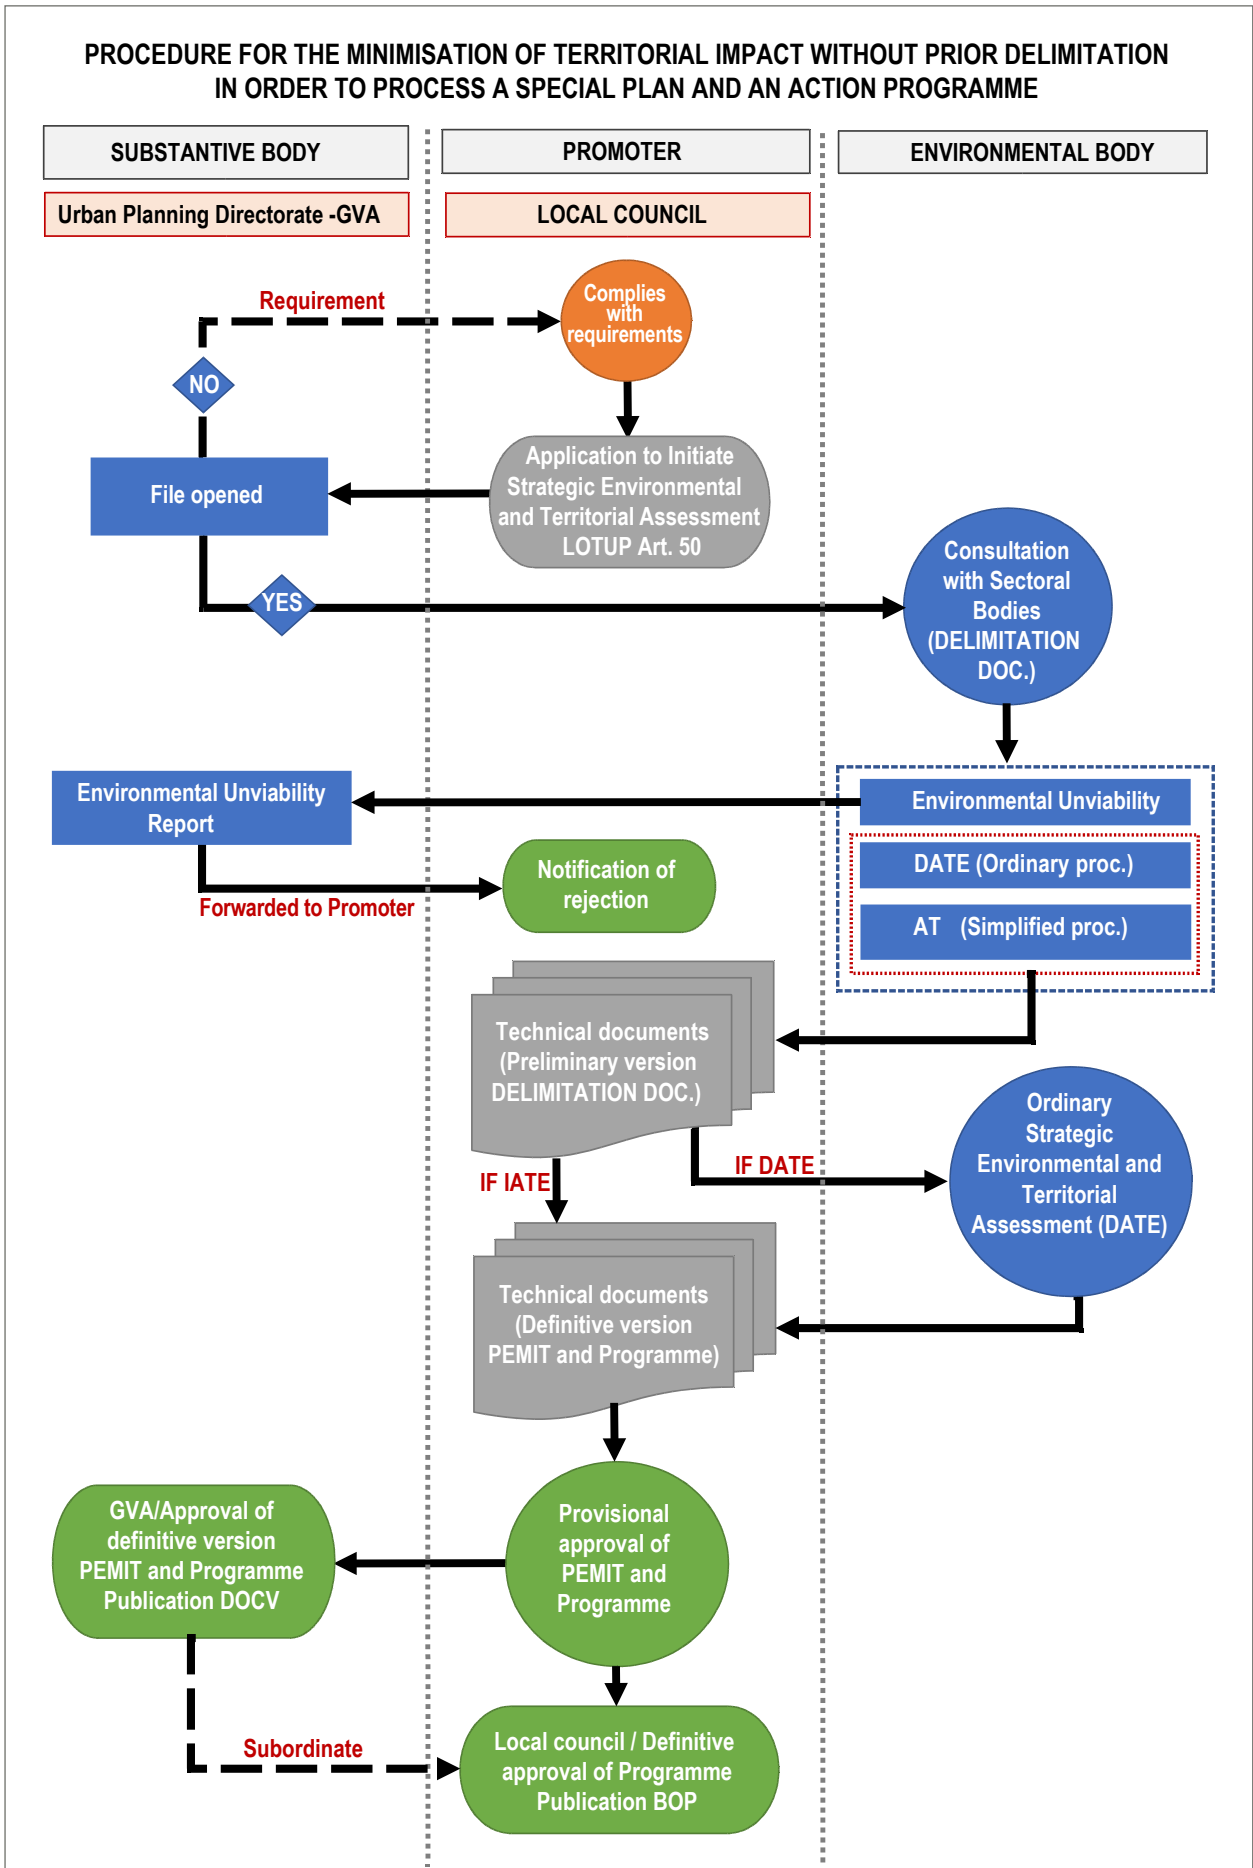 PROCEDURE FOR THE MINIMISATION OF TERRITORIAL IMPACT WITHOUT PRIOR DELIMITATION
IN ORDER TO PROCESS A SPECIAL PLAN AND AN ACTION PROGRAMME
SUBSTANTIVE BODY
PROMOTER
ENVIRONMENTAL BODY
Urban Planning Directorate -GVA
LOCAL COUNCIL
Requirement
Complies
with
requirements
NO
Application to Initiate
Strategic Environmental
and Territorial Assessment
LOTUP Art. 50
File opened
YES
Consultation
with Sectoral
Bodies
(DELIMITATION
DOC.)
Environmental Unviability
Report
Environmental Unviability
DATE (Ordinary proc.)
AT (Simplified proc.)
Forwarded to Promoter
Notification of
rejection
Technical documents
(Preliminary version
DELIMITATION DOC.)
IF IATE
IF DATE
Ordinary
Strategic
Environmental and
Territorial
Assessment (DATE)
Technical documents
(Definitive version
PEMIT and Programme)
Provisional
approval of
PEMIT and
Programme
GVA/Approval of
definitive version
PEMIT and Programme
Publication DOCV
Subordinate
Local council / Definitive
approval of Programme
Publication BOP